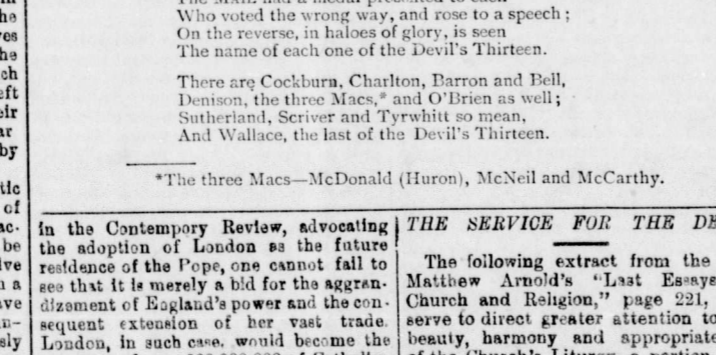 Who voted the wrong way, and rose to a speech;
On the reverse, in haloes of glory, is seen
The name of each one of the Devil's Thirteen.
There are Cockburn, Charlton, Barron and Bell,
Denison, the three Macs,* and O'Brien as well;
Sutherland, Scriver and Tyrwhitt so mean,
And Wallace, the last of the Devil's Thirteen.
*The three Macs—McDonald (Huron), McNeil and McCarthy.
in the Contempory Review, advocating
the adoption of London as the future
residence of the Pope, one cannot fail to
see that it is merely a bid for the aggran-
dizement of England's power and the con-
sequent extension of her vast trade.
London, in such case, would become the
THE SERVICE FOR THE
The following extract from the
Matthew Arnold's "Last Essays
Church and Religion," page 221,
serve to direct greater attention to
beauty, harmony and appropriate
of the Church's Liturgy, a portion